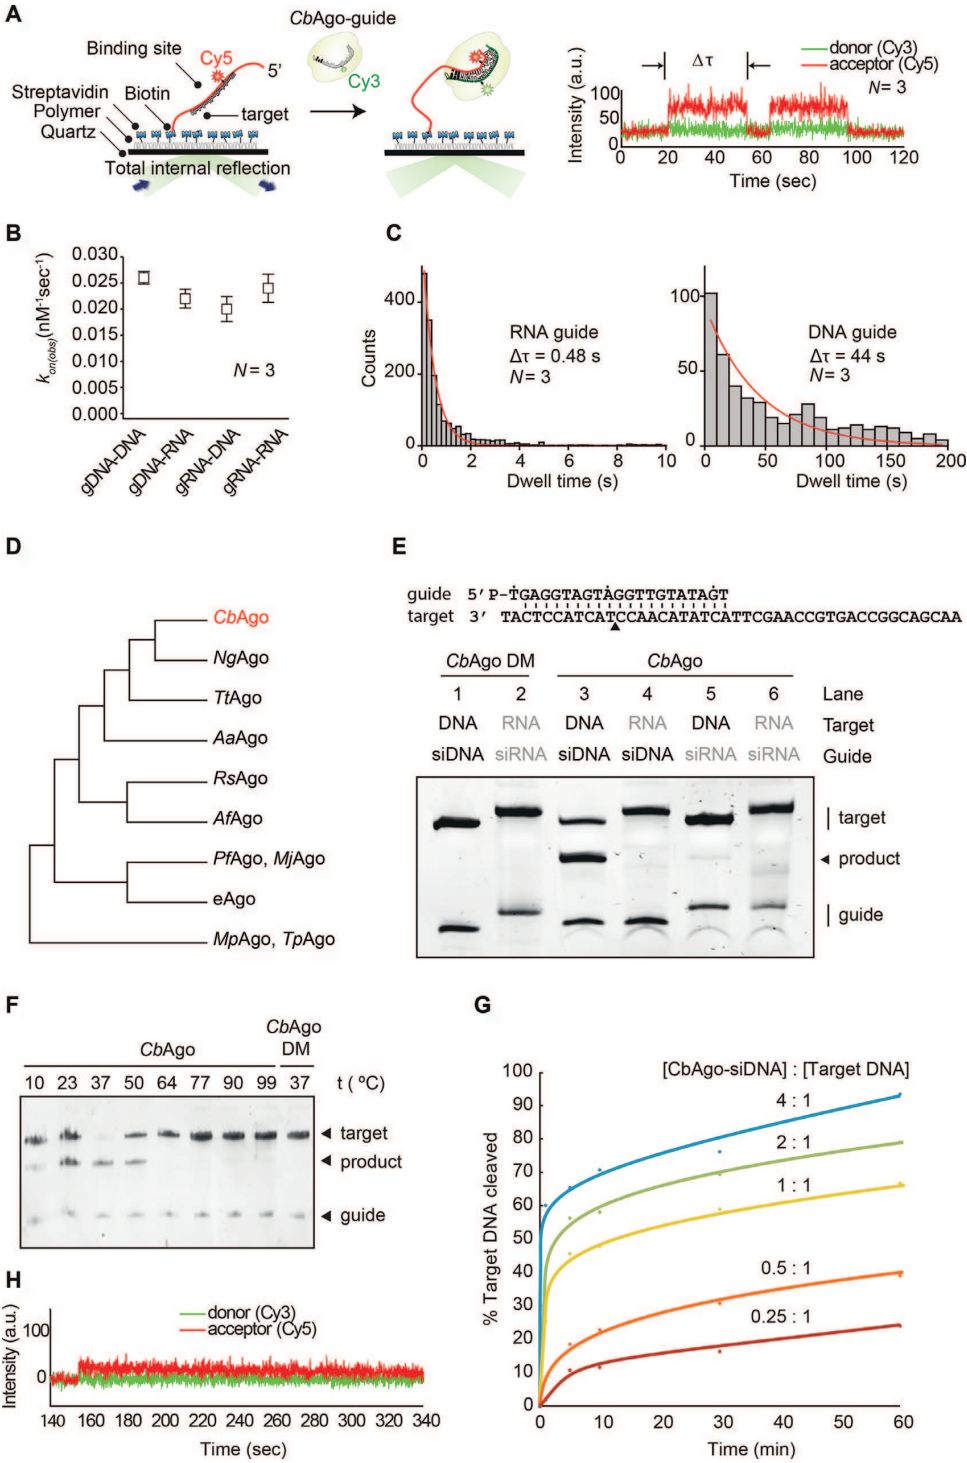 A
CbAgo-guide
Binding site
Cy5
5’
Cy3
Streptavidin
Biotin
Polymer
target
Quartz
Total internal reflection
donor (Cy3)
acceptor (Cy5)
Δτ
N = 3
Intensity (a.u.)
100
50
0
0 20 40 60 80 100 120
Time (sec)
B
kon(obs)(nM⁻¹sec⁻¹)
0.030
0.025
0.020
0.015
0.010
0.005
0.000
N = 3
gDNA-DNA
gDNA-RNA
gRNA-DNA
gRNA-RNA
C
Counts
400
200
0
RNA guide
Δτ = 0.48 s
N = 3
0 2 4 6 8 10
Dwell time (s)
100
50
0
DNA guide
Δτ = 44 s
N = 3
0 50 100 150 200
Dwell time (s)
D
CbAgo
NgAgo
TtAgo
AaAgo
RsAgo
AfAgo
PfAgo, MjAgo
eAgo
MpAgo, TpAgo
E
guide 5’ P-TGAGGTAGTAGGTTGTATAGT
target 3’ TACTCCATCATCCAACATATCATTCGAACCGTGACCGGCAGCAA
CbAgo DM CbAgo
1 2 3 4 5 6 Lane
DNA RNA DNA RNA DNA RNA Target
siDNA siRNA siDNA siDNA siRNA siRNA Guide
target
product
guide
F
CbAgo
CbAgo DM
10 23 37 50 64 77 90 99 37 t ( ºC)
target
product
guide
G
[CbAgo-siDNA] : [Target DNA]
% Target DNA cleaved
100
90
80
70
60
50
40
30
20
10
0
4 : 1
2 : 1
1 : 1
0.5 : 1
0.25 : 1
0 10 20 30 40 50 60
Time (min)
H
donor (Cy3)
acceptor (Cy5)
Intensity (a.u.)
100
0
140 160 180 200 220 240 260 280 300 320 340
Time (sec)